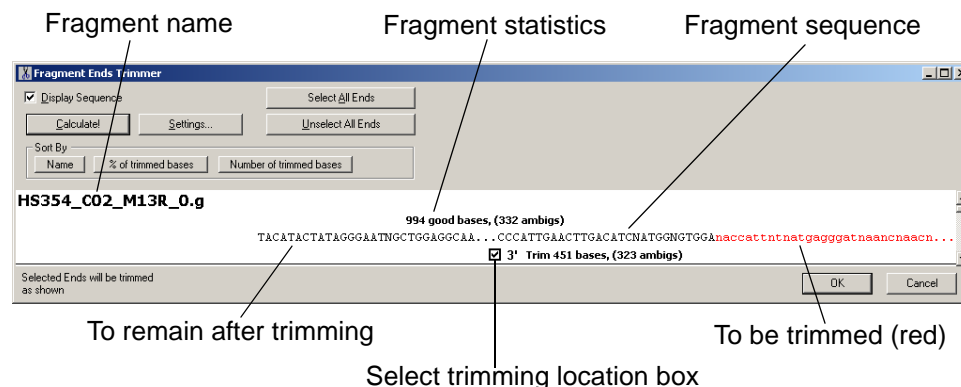 Fragment name
Fragment statistics
Fragment sequence
Fragment Ends Trimmer
Display Sequence
Select All Ends
Calculate!
Settings...
Unselect All Ends
Sort By
Name
% of trimmed bases
Number of trimmed bases
HS354_C02_M13R_0.g
994 good bases, (332 ambigs)
TACATACTATAGGGAATNGCTGGAGGCAA...CCCATTGAACTTGACATCNATGGNGTGGAnaccattntnatgagggatnaancnaacn...
3' Trim 451 bases, (323 ambigs)
Selected Ends will be trimmed
as shown
OK
Cancel
To remain after trimming
To be trimmed (red)
Select trimming location box